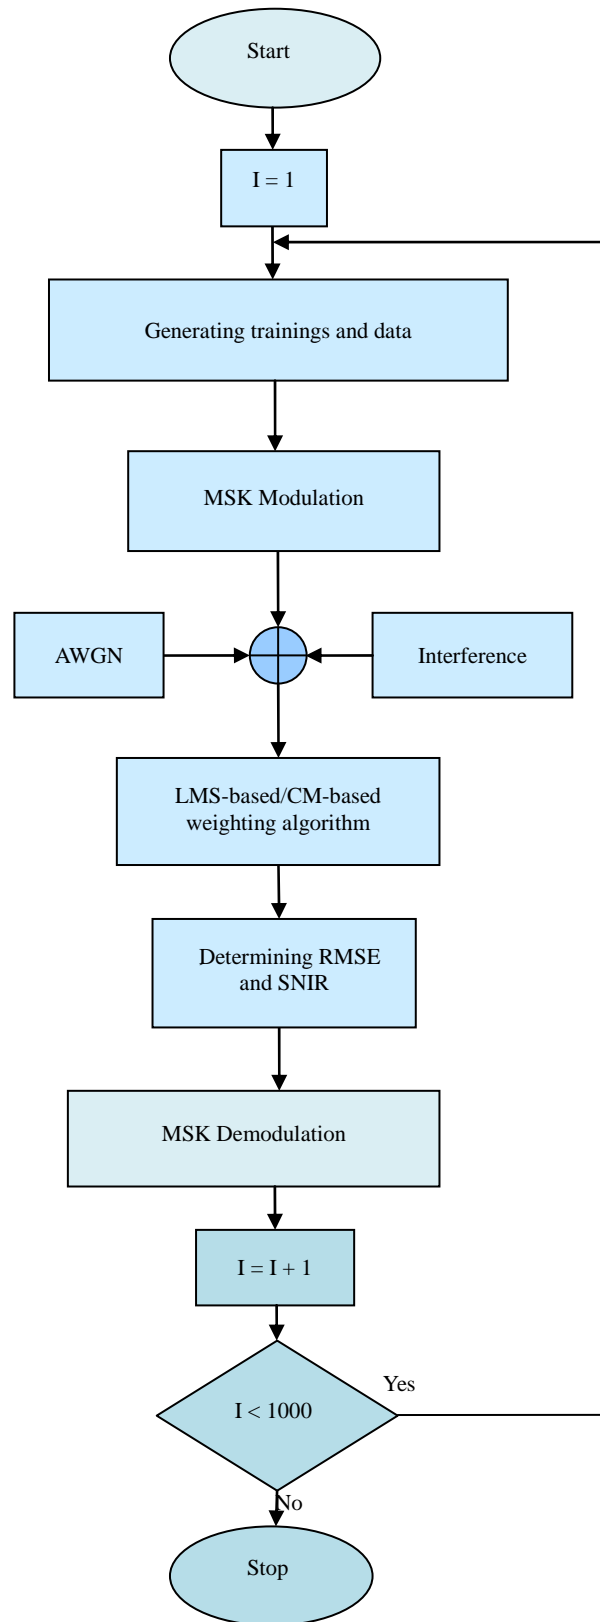 Start
I = 1
Generating trainings and data
MSK Modulation
AWGN
Interference
LMS-based/CM-based
weighting algorithm
Determining RMSE
and SNIR
MSK Demodulation
I = I + 1
Yes
I < 1000
No
Stop